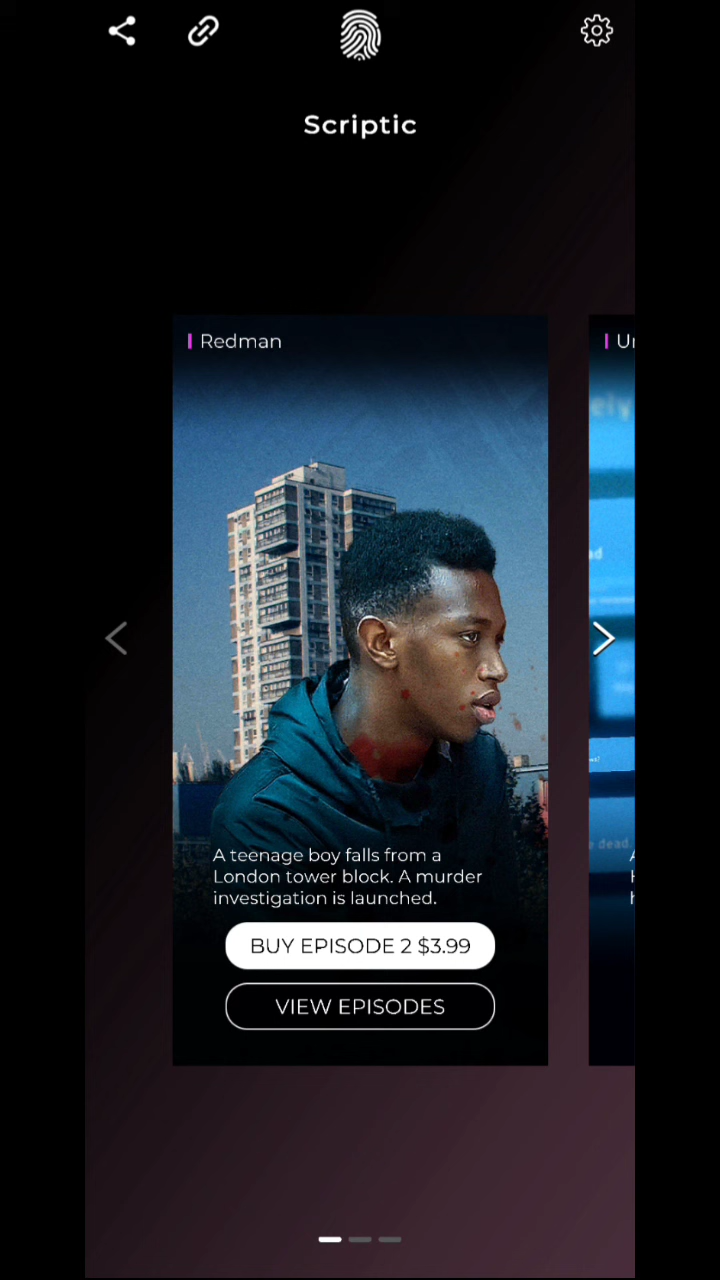 Scriptic
Redman
A teenage boy falls from a
London tower block. A murder
investigation is launched.
BUY EPISODE 2 $3.99
VIEW EPISODES